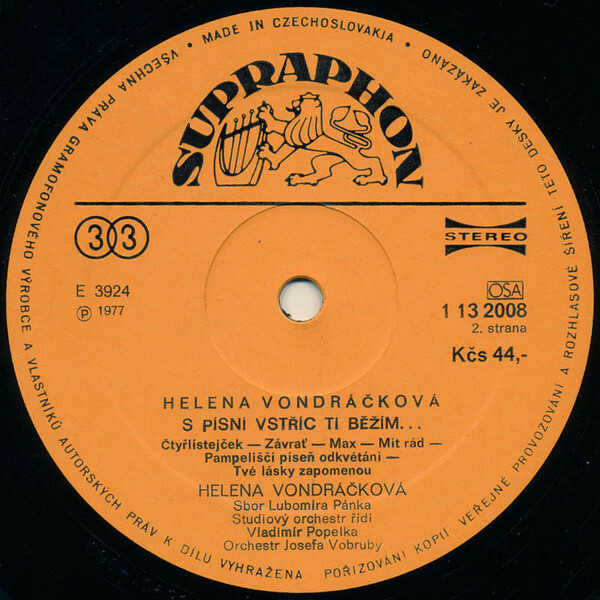 VŠECHNA PRÁVA GRAMOFONOVÉHO VÝROBCE A VLASTNÍKŮ AUTORSKÝCH PRÁV K DÍLU VYHRAŽENA POŘIZOVÁNÍ KOPIÍ VEŘEJNÉ PROVOZOVÁNÍ A ROZHLASOVÉ ŠÍŘENÍ TÉTO DESKY JE ZAKÁZÁNO
• MADE IN CZECHOSLOVAKIA •
SUPRAPHON
33
STEREO
E 3924
Ⓟ 1977
OSA
1 13 2008
2. strana
Kčs 44,-
HELENA VONDRÁČKOVÁ
S PÍSNÍ VSTŘÍC TI BĚŽÍM...
Čtyřlísteječek — Závrať — Max — Mít rád —
Pampelišči píseň odkvétání —
Tvé lásky zapomenou
HELENA VONDRÁČKOVÁ
Sbor Lubomíra Pánka
Studiový orchestr řídí
Vladimír Popelka
Orchestr Josefa Vobruby